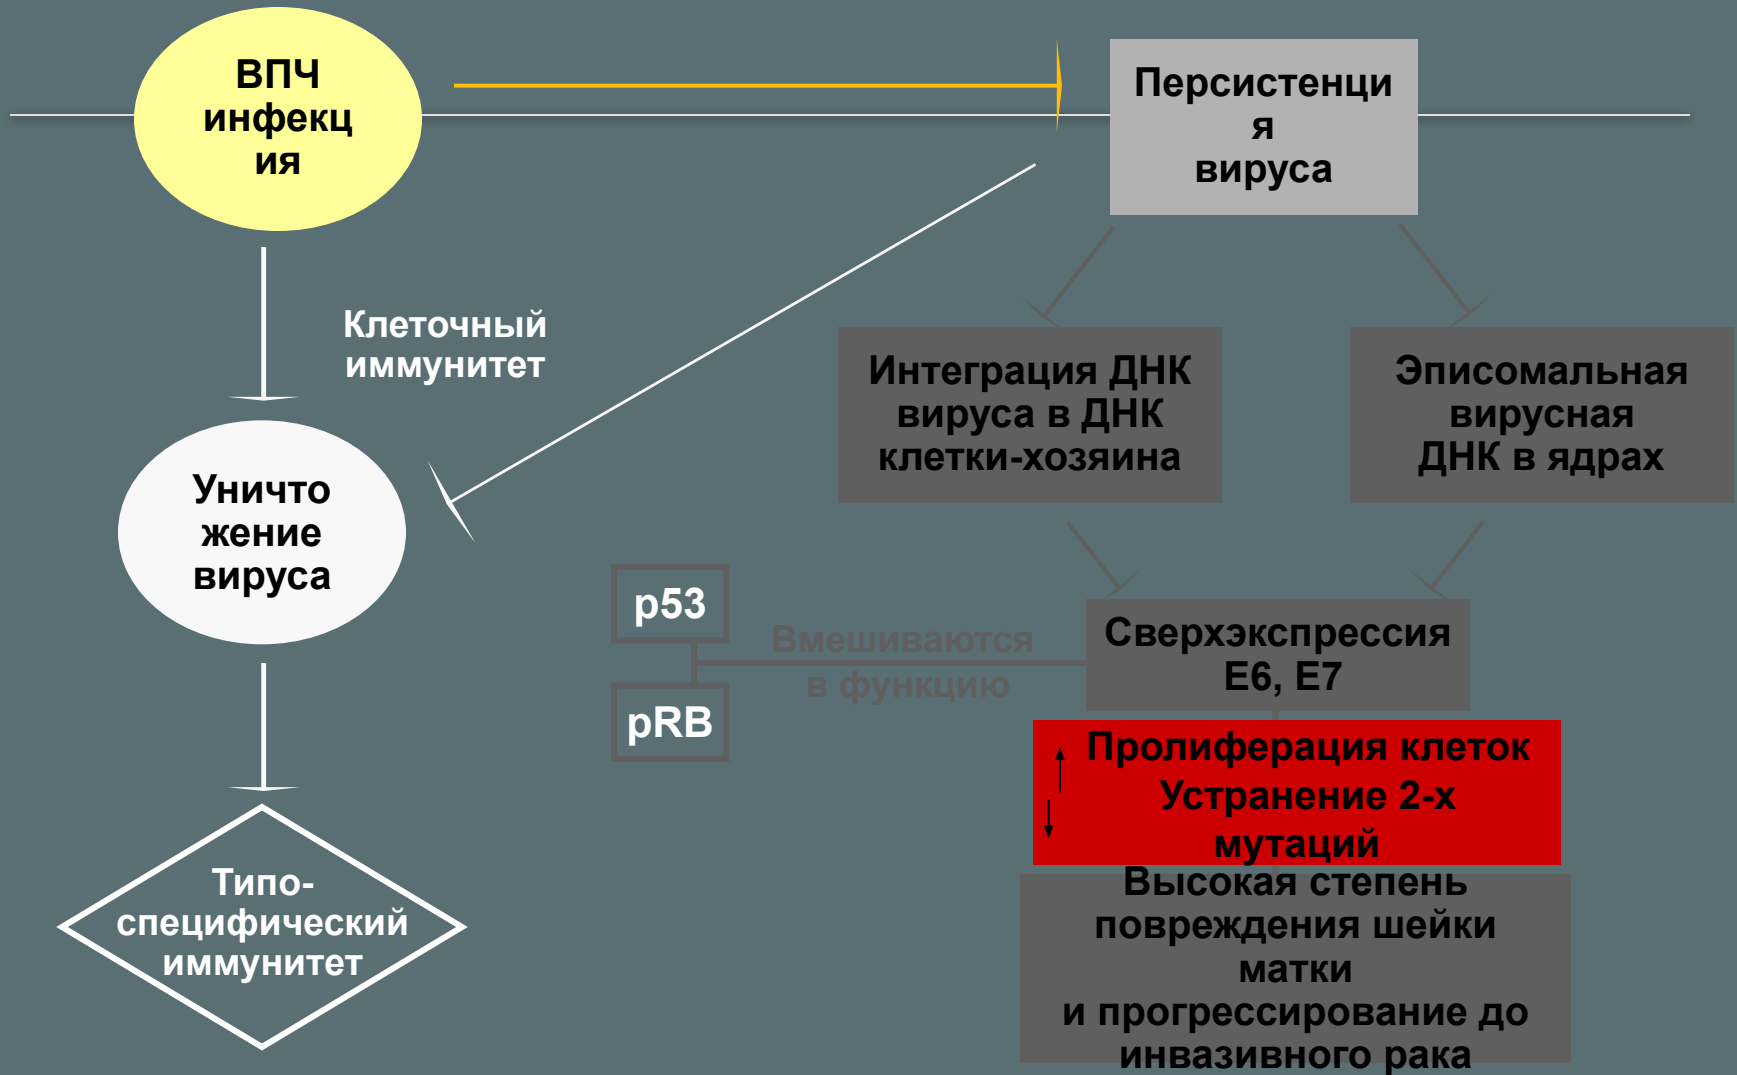 ВПЧ
инфекц
ия
Персистенци
я
вируса
Клеточный
иммунитет
Интеграция ДНК
вируса в ДНК
клетки-хозяина
Эписомальная
вирусная
ДНК в ядрах
Уничто
жение
вируса
p53
Вмешиваются
в функцию
pRB
Сверхэкспрессия
E6, E7
Пролиферация клеток
Устранение 2-х
мутаций
Типо-
специфический
иммунитет
Высокая степень
повреждения шейки
матки
и прогрессирование до
инвазивного рака